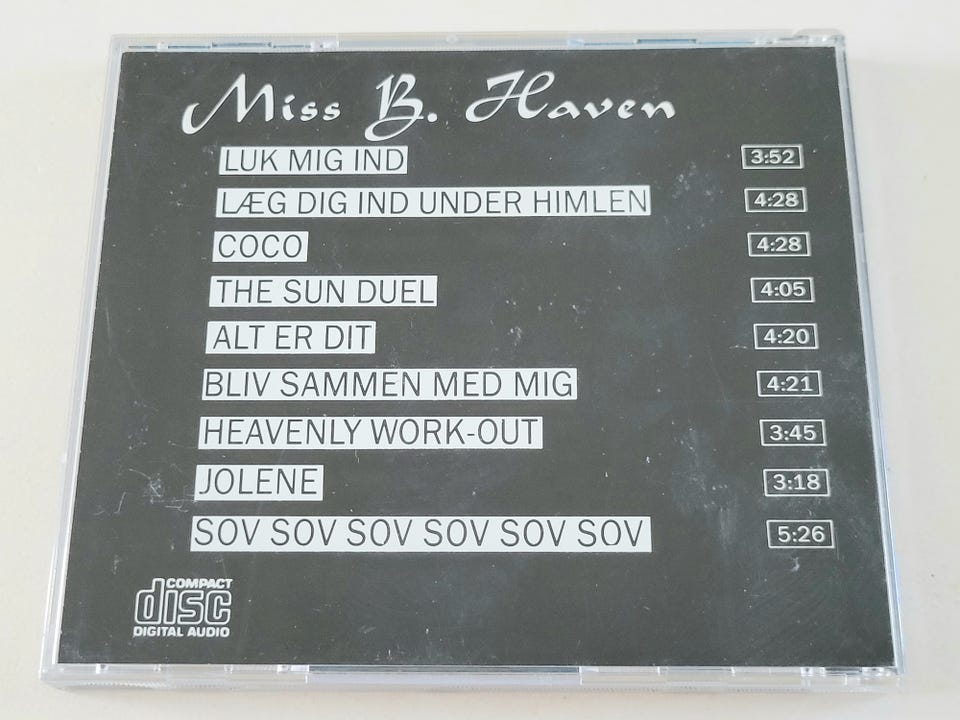 Miss B. Haven
LUK MIG IND 3:52
LÆG DIG IND UNDER HIMLEN 4:28
COCO 4:28
THE SUN DUEL 4:05
ALT ER DIT 4:20
BLIV SAMMEN MED MIG 4:21
HEAVENLY WORK-OUT 3:45
JOLENE 3:18
SOV SOV SOV SOV SOV SOV 5:26
COMPACT
disc
DIGITAL AUDIO